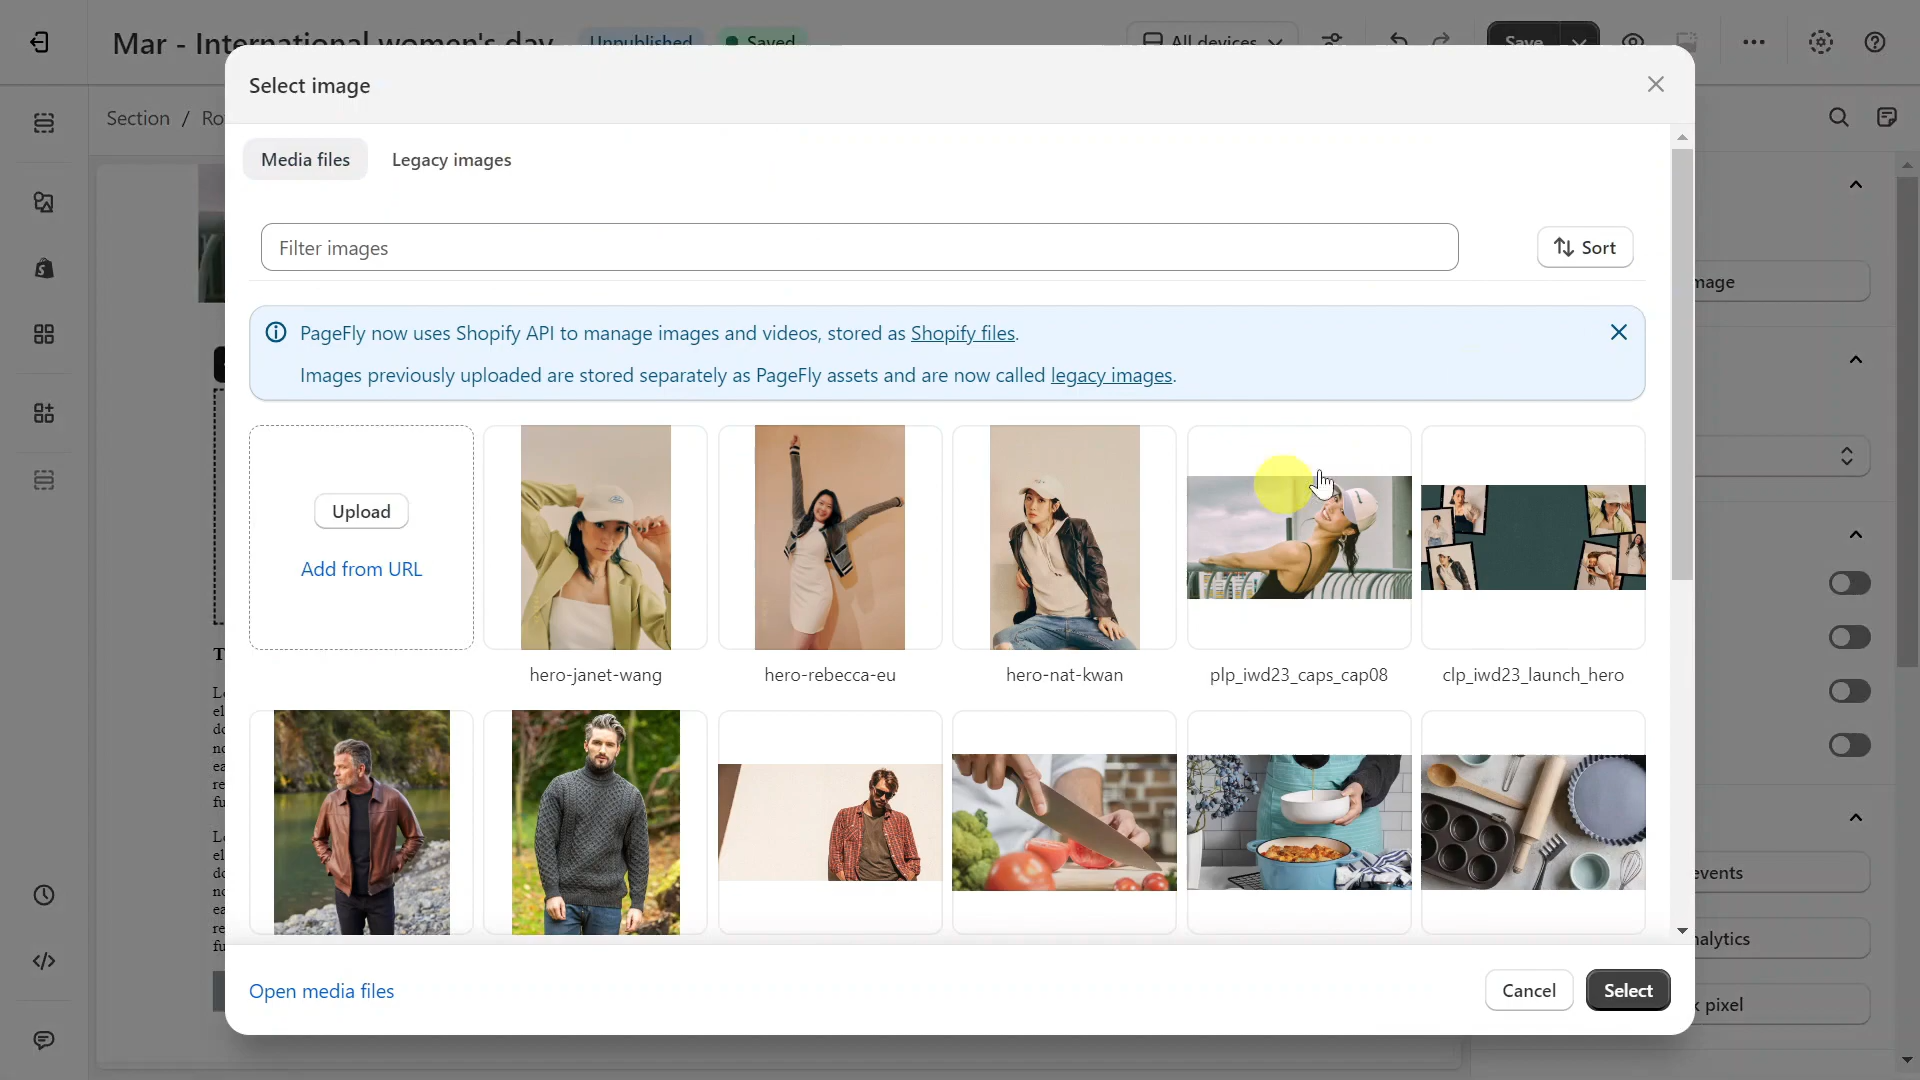 Mar - International women's day
Unpublished
Saved
All devices
Save
Section / Ro
Select image
Media files
Legacy images
Filter images
Sort
mage
PageFly now uses Shopify API to manage images and videos, stored as Shopify files.
Images previously uploaded are stored separately as PageFly assets and are now called legacy images.
Upload
Add from URL
hero-janet-wang
hero-rebecca-eu
hero-nat-kwan
plp_iwd23_caps_cap08
clp_iwd23_launch_hero
events
nalytics
k pixel
Open media files
Cancel
Select